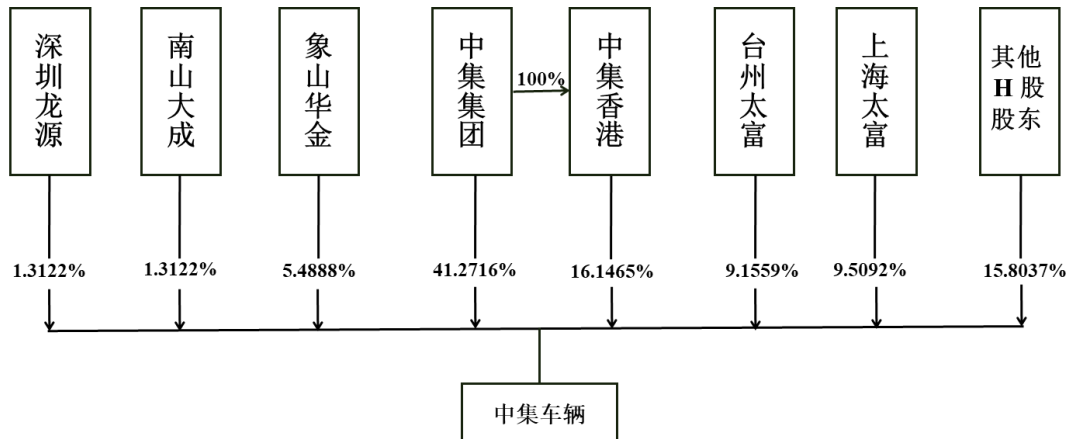 深圳龙源
南山大成
象山华金
中集集团
100%
中集香港
台州太富
上海太富
其他
H 股
股东
1.3122%
1.3122%
5.4888%
41.2716%
16.1465%
9.1559%
9.5092%
15.8037%
中集车辆